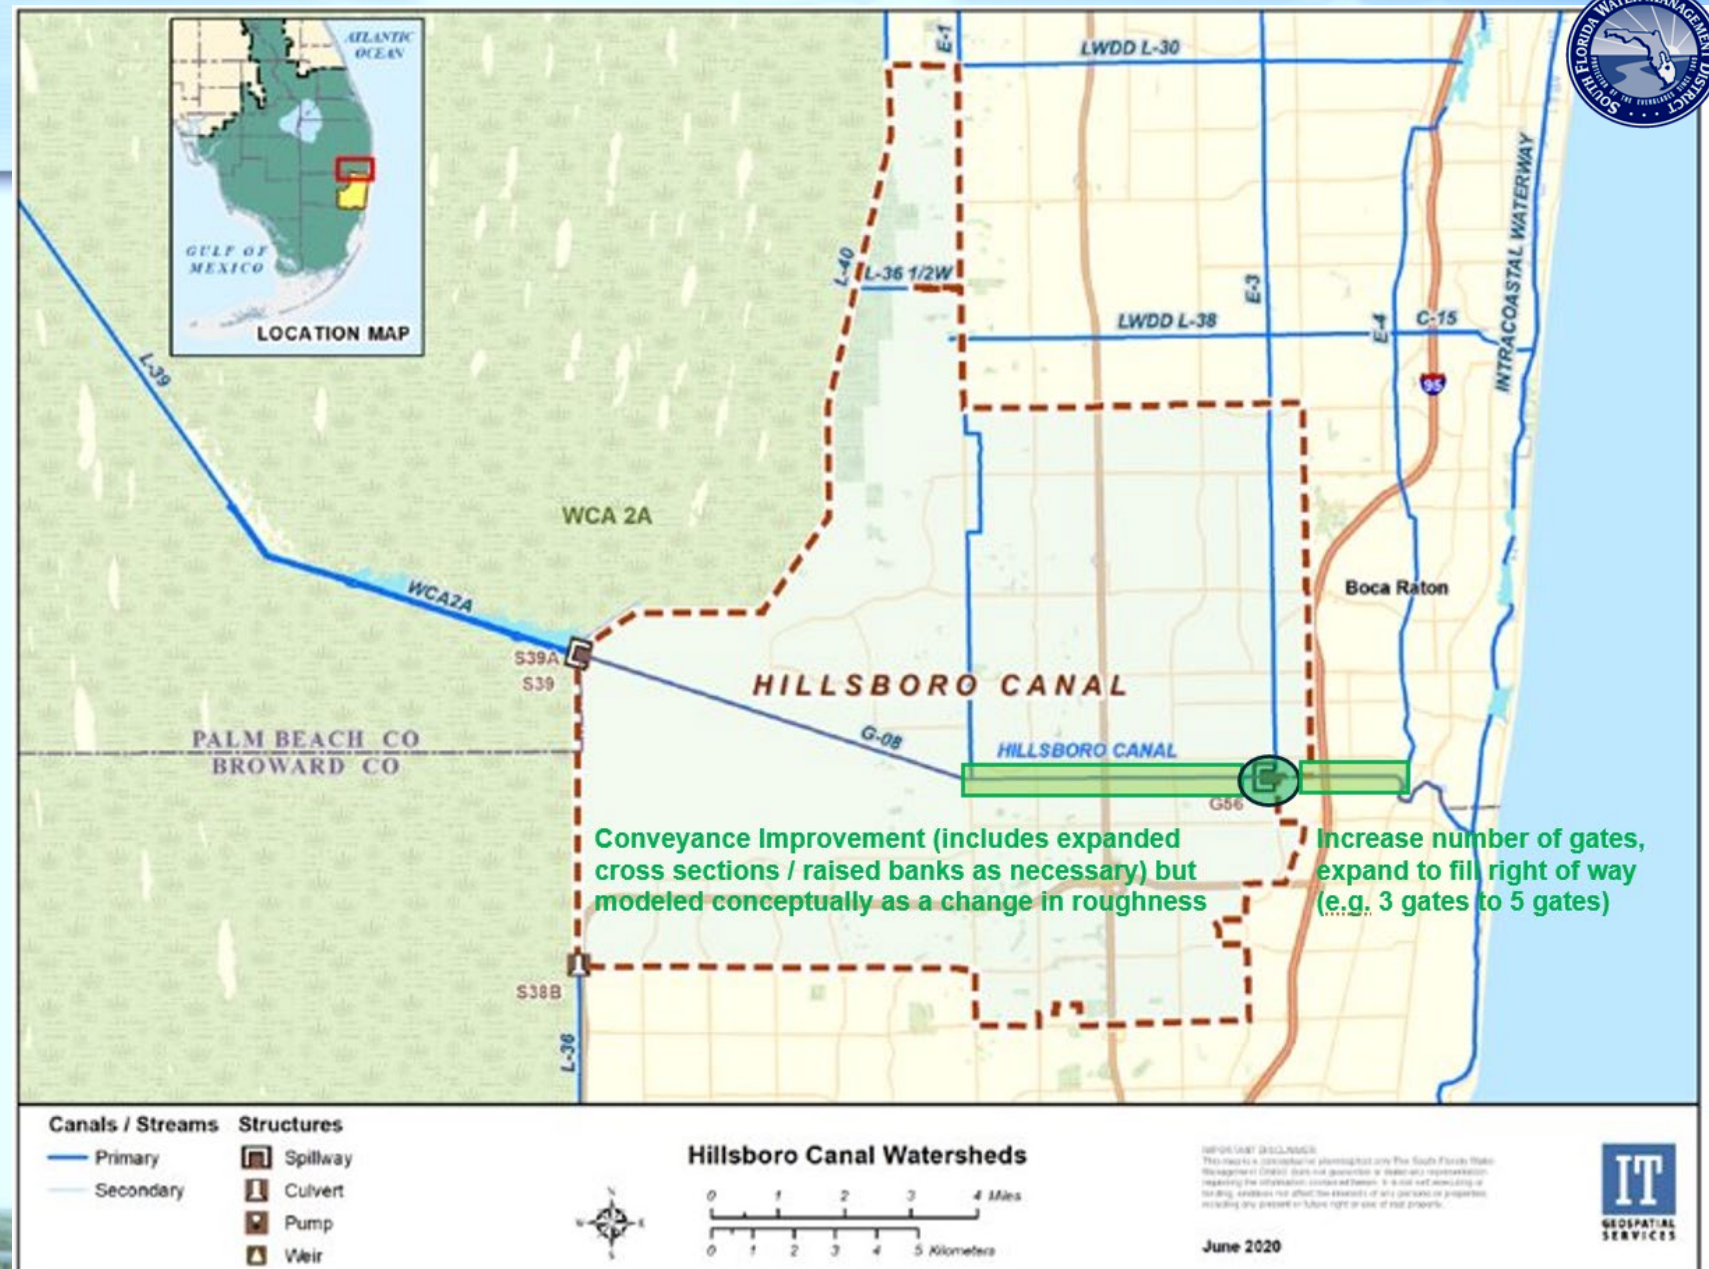 SOUTH FLORIDA WATER MANAGEMENT DISTRICT
ATLANTIC
OCEAN
GULF OF
MEXICO
LOCATION MAP
E-1
LWDD L-30
INTRACOASTAL WATERWAY
L-40
L-36 1/2W
E-3
LWDD L-38
E-4
C-15
95
L-39
WCA 2A
WCA2A
Boca Raton
S39A
S39
HILLSBORO CANAL
G-08
HILLSBORO CANAL
PALM BEACH CO
BROWARD CO
G56
Conveyance Improvement (includes expanded
cross sections / raised banks as necessary) but
modeled conceptually as a change in roughness
Increase number of gates,
expand to fill right of way
(e.g. 3 gates to 5 gates)
S38B
L-36
Canals / Streams
Primary
Secondary
Structures
Spillway
Culvert
Pump
Weir
Hillsboro Canal Watersheds
N
W E
S
0 1 2 3 4 Miles
0 1 2 3 4 5 Kilometers
IMPORTANT DISCLAIMER:
June 2020
IT
GEOSPATIAL
SERVICES